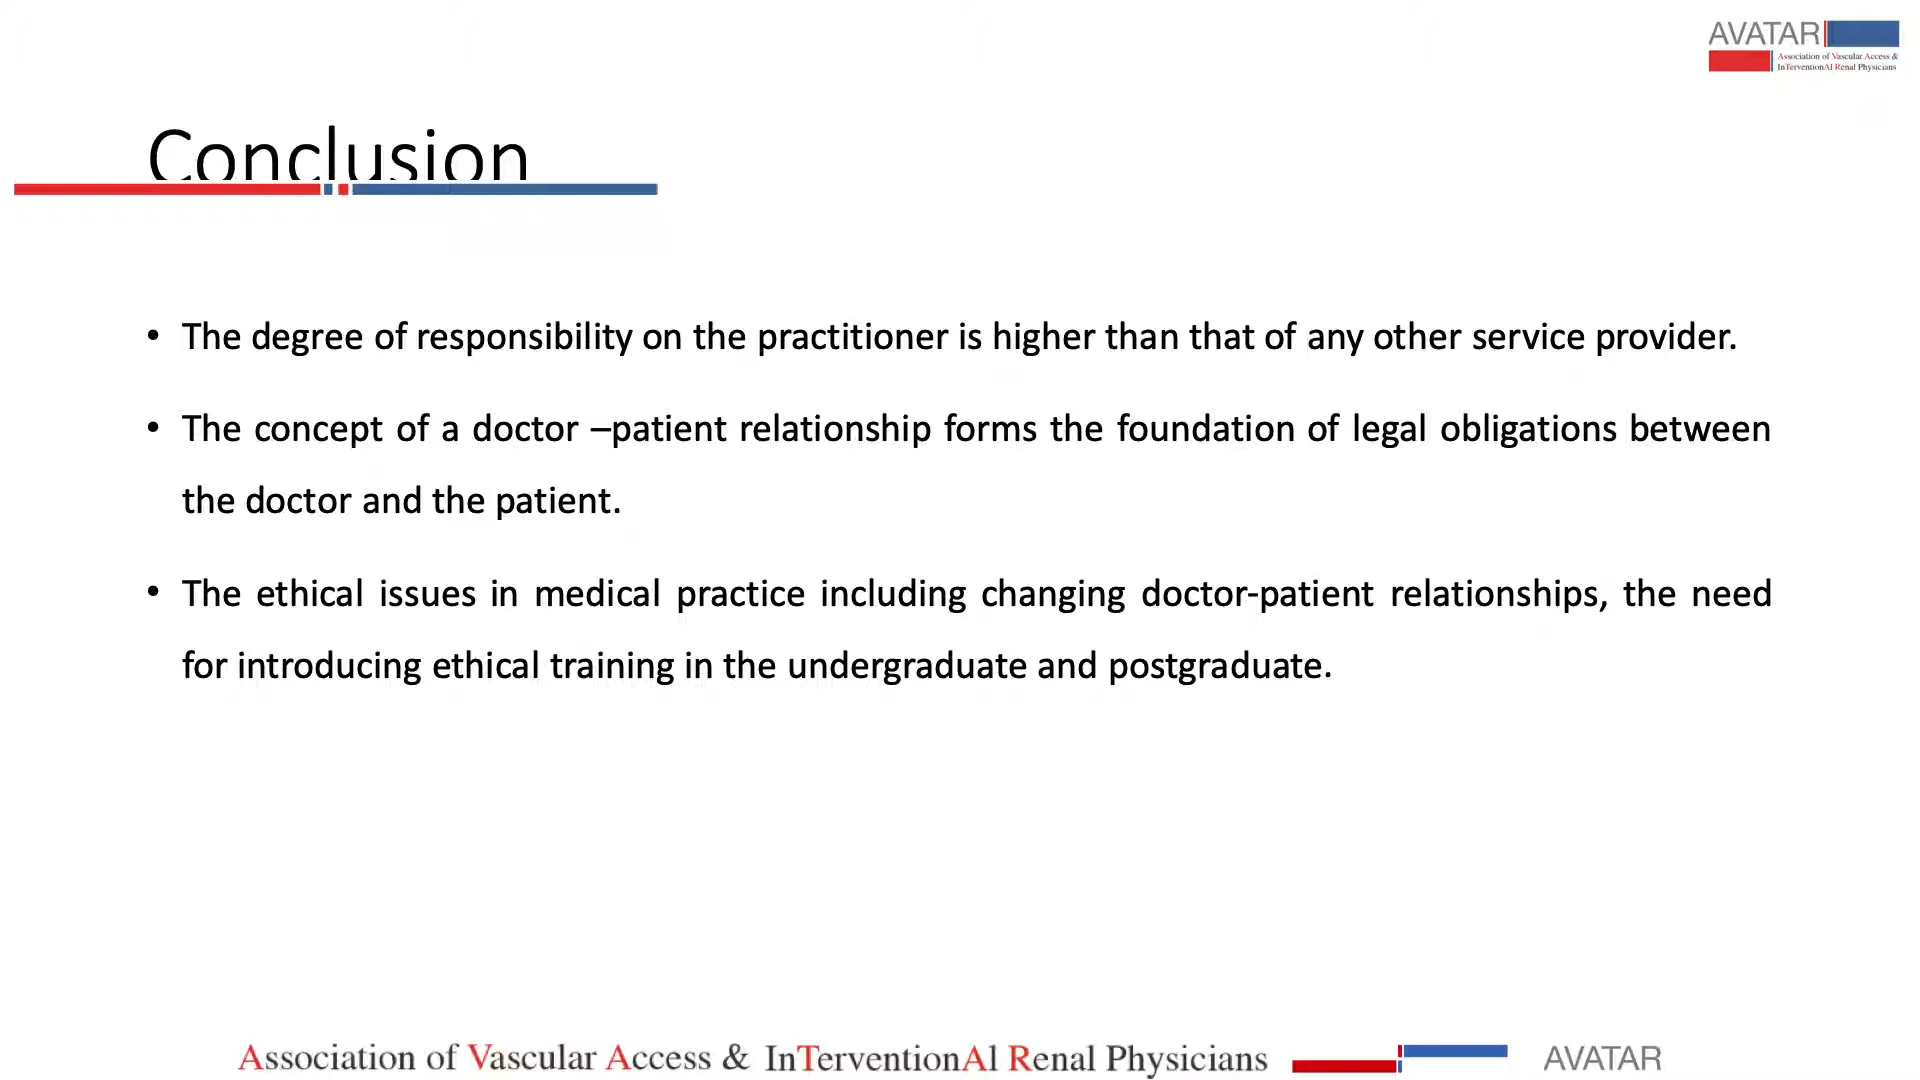 AVATAR
Association of Vascular Access &
InTerventionAl Renal Physicians
Conclusion
• The degree of responsibility on the practitioner is higher than that of any other service provider.
• The concept of a doctor –patient relationship forms the foundation of legal obligations between
the doctor and the patient.
• The ethical issues in medical practice including changing doctor-patient relationships, the need
for introducing ethical training in the undergraduate and postgraduate.
Association of Vascular Access & InTerventionAl Renal Physicians AVATAR